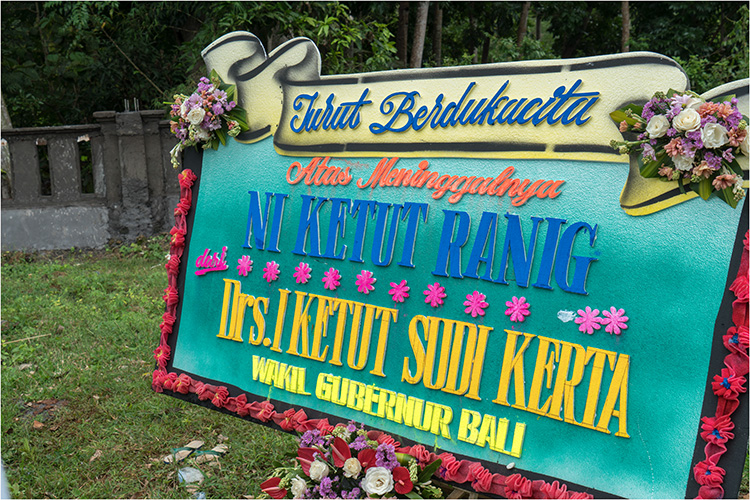 Turut Berdukacita
Atas Meninggalnya
NI KETUT RANIG
dari
Drs. I KETUT SUDI KERTA
WAKIL GUBERNUR BALI